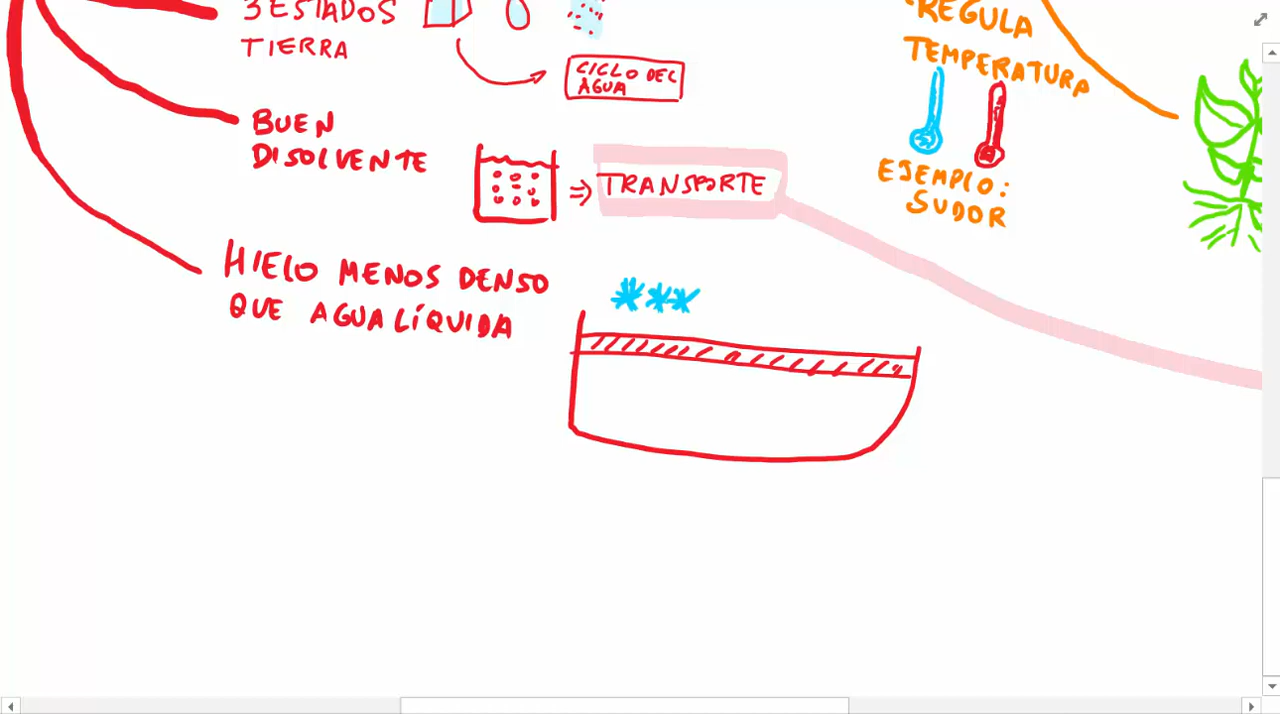 3 ESTADOS
TIERRA
CICLO DEL
AGUA
BUEN
DISOLVENTE
⇒ TRANSPORTE
HIELO MENOS DENSO
QUE AGUA LÍQUIDA
REGULA
TEMPERATURA
EJEMPLO:
SUDOR